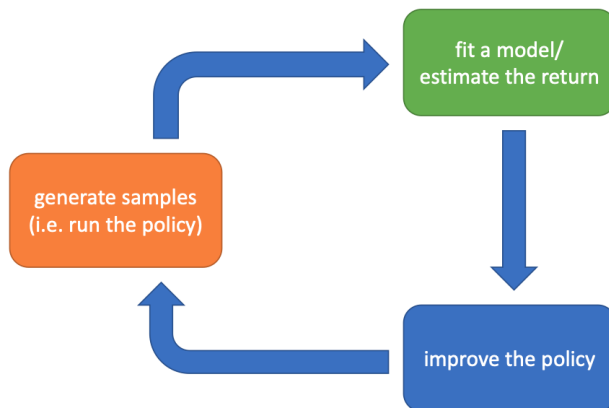 fit a model/
estimate the return
generate samples
(i.e. run the policy)
improve the policy